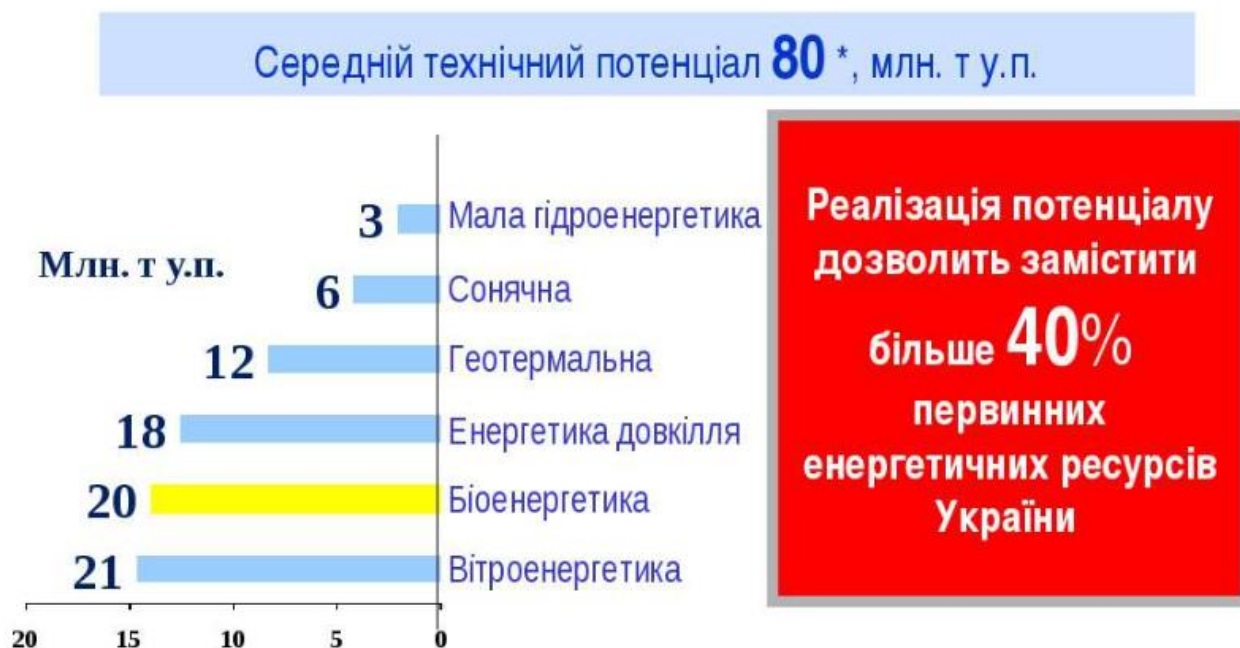 Середній технічний потенціал 80 *, млн. т у.п.
Млн. т у.п.
3 Мала гідроенергетика
6 Сонячна
12 Геотермальна
18 Енергетика довкілля
20 Біоенергетика
21 Вітроенергетика
20 15 10 5 0
Реалізація потенціалу
дозволить замістити
більше 40%
первинних
енергетичних ресурсів
України